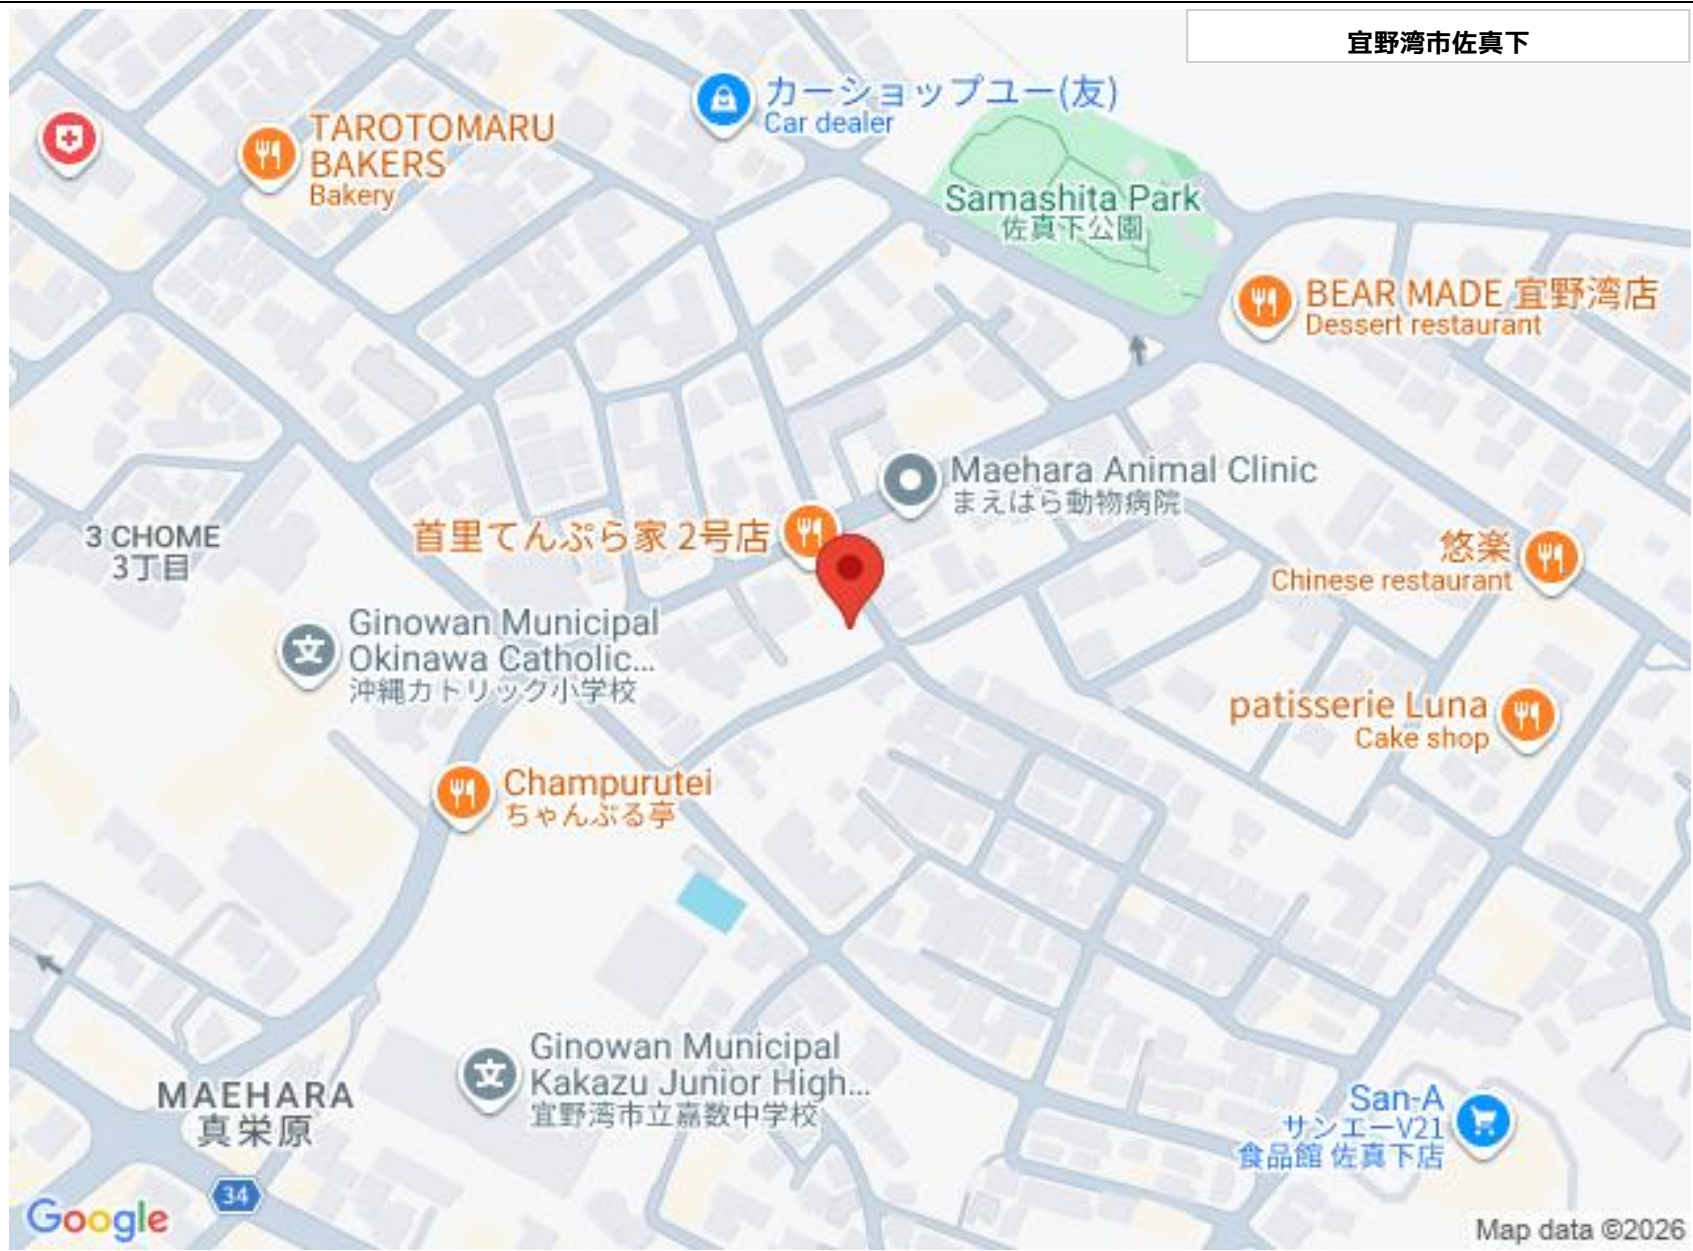 宜野湾市佐真下
カーショップユー(友)
Car dealer
TAROTOMARU
BAKERS
Bakery
Samashita Park
佐真下公園
BEAR MADE 宜野湾店
Dessert restaurant
Maehara Animal Clinic
まえはら動物病院
首里てんぷら家 2号店
3 CHOME
3丁目
悠楽
Chinese restaurant
Ginowan Municipal
Okinawa Catholic...
沖縄カトリック小学校
patisserie Luna
Cake shop
Champurutei
ちゃんぷる亭
Ginowan Municipal
Kakazu Junior High...
宜野湾市立嘉数中学校
MAEHARA
真栄原
San-A
サンエーV21
食品館 佐真下店
34
Google
Map data ©2026